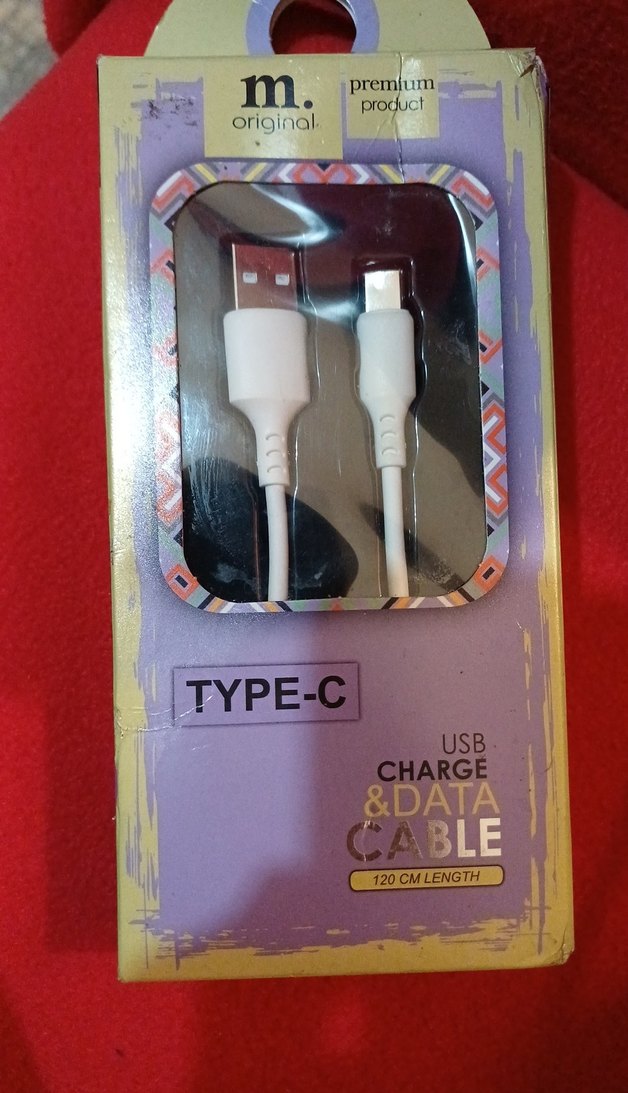 m.
original
premium
product
TYPE-C
USB
CHARGE
&DATA
CABLE
120 CM LENGTH